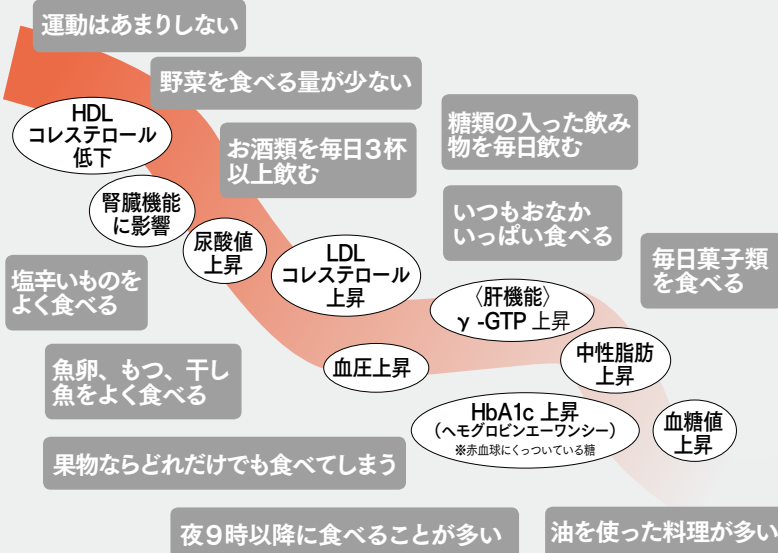 運動はあまりしない
野菜を食べる量が少ない
HDL
コレステロール
低下
お酒類を毎日3杯
以上飲む
糖類の入った飲み
物を毎日飲む
腎臓機能
に影響
尿酸値
上昇
LDL
コレステロール
上昇
いつもおなか
いっぱい食べる
毎日菓子類
を食べる
塩辛いものを
よく食べる
〈肝機能〉
γ -GTP 上昇
魚卵、もつ、干し
魚をよく食べる
血圧上昇
中性脂肪
上昇
HbA1c 上昇
(ヘモグロビンエーワンシー)
※赤血球にくっついている糖
血糖値
上昇
果物ならどれだけでも食べてしまう
夜9時以降に食べることが多い
油を使った料理が多い